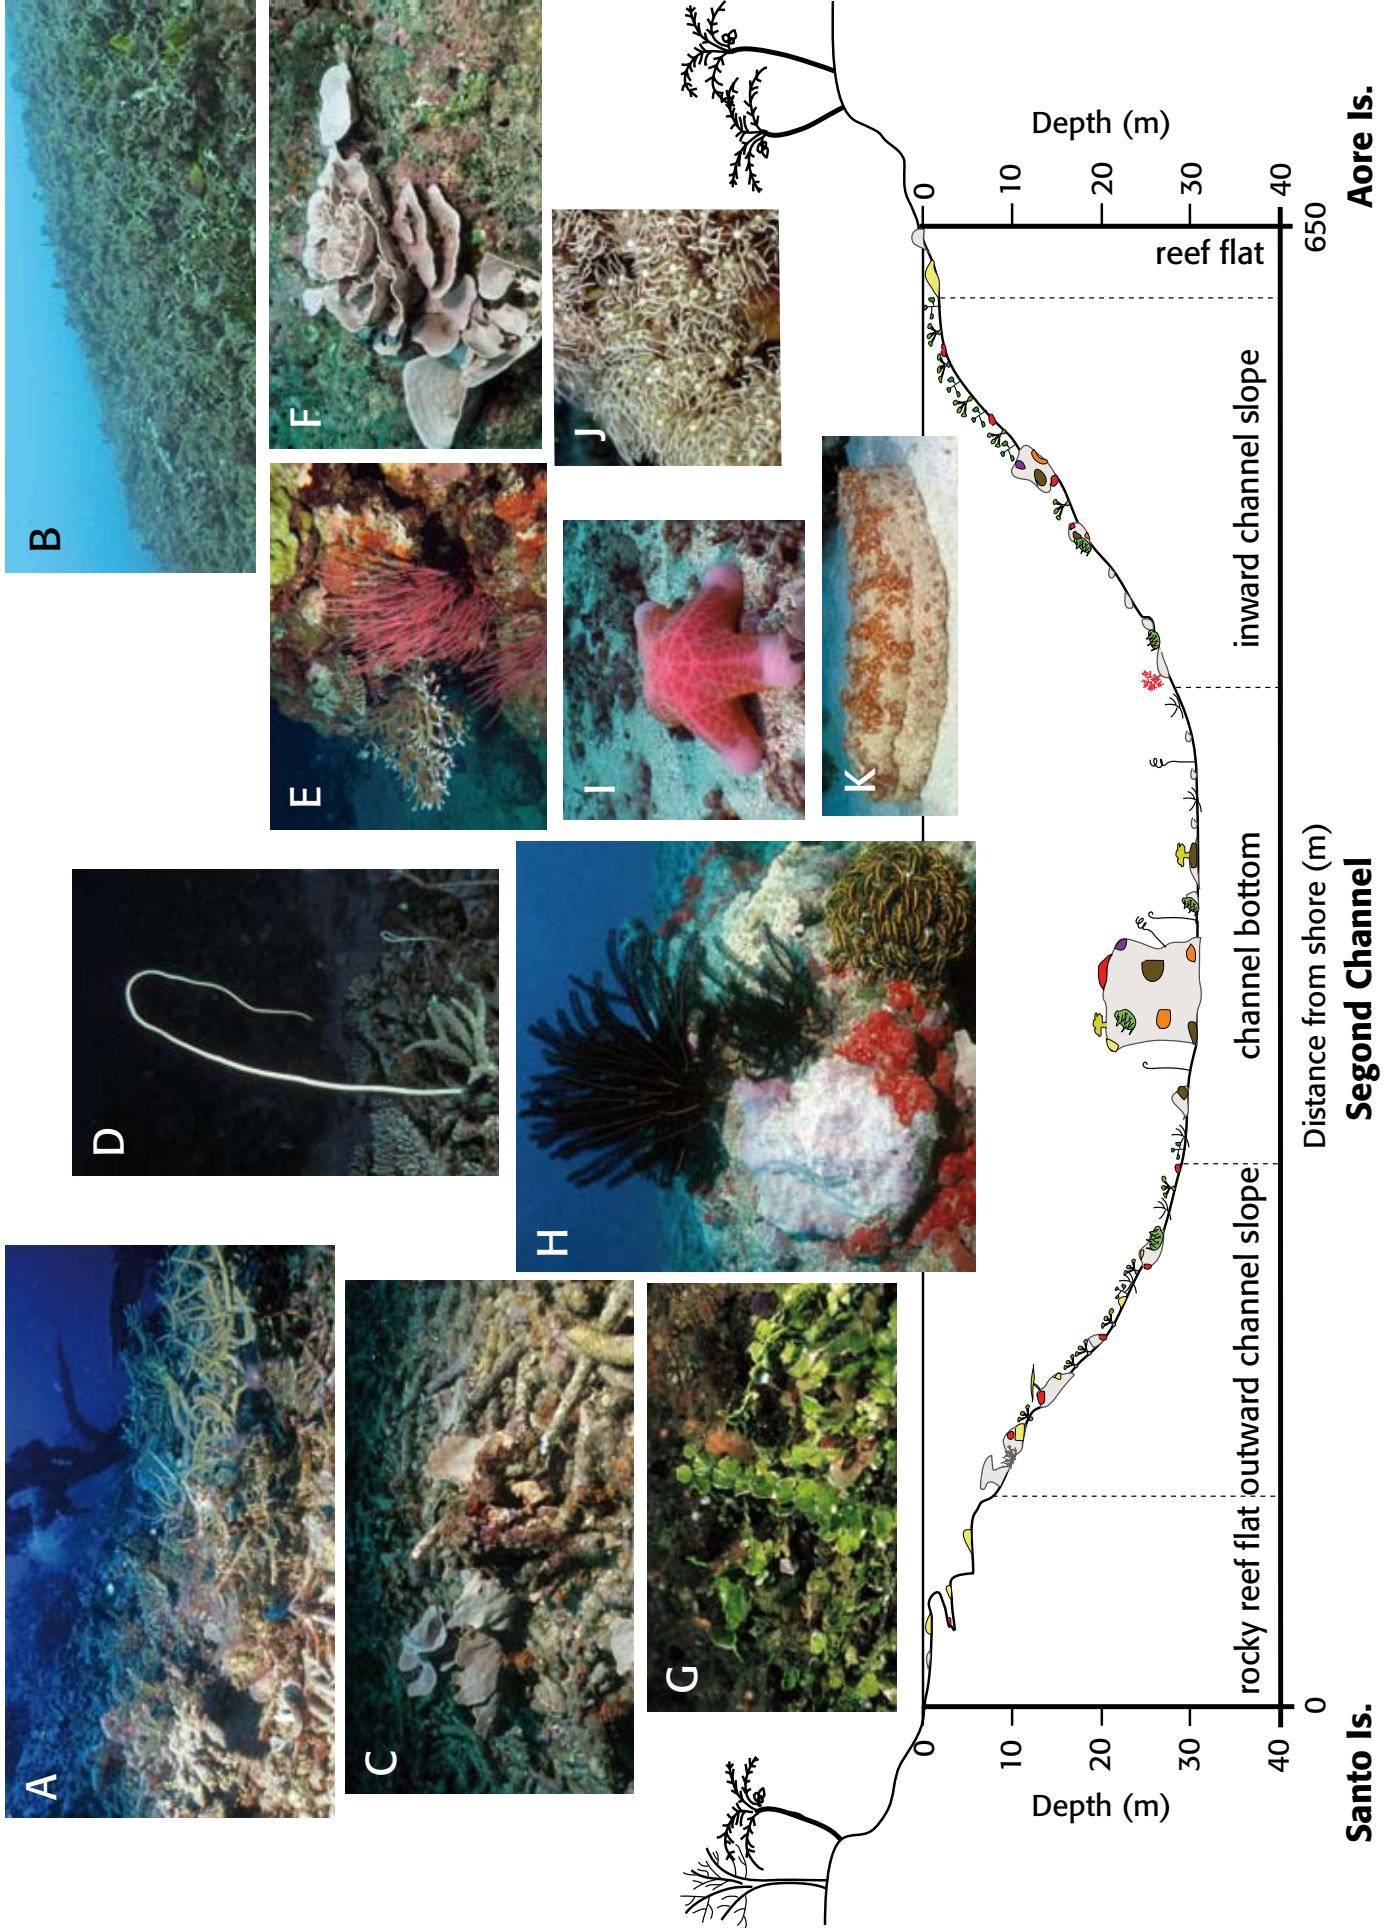 A
B
C
D
E
F
G
H
I
J
K
0
10
20
30
40
Depth (m)
0
10
20
30
40
Depth (m)
rocky reef flat
outward channel slope
channel bottom
inward channel slope
reef flat
0
Distance from shore (m)
650
Santo Is.
Segond Channel
Aore Is.